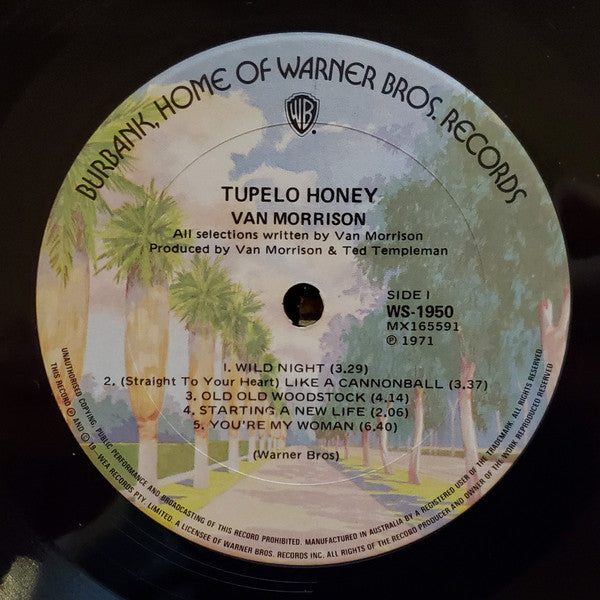 BURBANK, HOME OF WARNER BROS. RECORDS
WB
TUPELO HONEY
VAN MORRISON
All selections written by Van Morrison
Produced by Van Morrison & Ted Templeman
SIDE I
WS-1950
MX165591
℗ 1971
1. WILD NIGHT (3.29)
2. (Straight To Your Heart) LIKE A CANNONBALL (3.37)
3. OLD OLD WOODSTOCK (4.14)
4. STARTING A NEW LIFE (2.06)
5. YOU'RE MY WOMAN (6.40)
(Warner Bros)
UNAUTHORISED COPYING, PUBLIC PERFORMANCE AND BROADCASTING OF THIS RECORD PROHIBITED. MANUFACTURED IN AUSTRALIA BY A REGISTERED USER OF THE TRADEMARK. ALL RIGHTS RESERVED
THIS RECORD ℗ AND © 19 WEA RECORDS PTY. LIMITED. A LICENSEE OF WARNER BROS. RECORDS INC. ALL RIGHTS OF THE RECORD PRODUCER AND OWNER OF THE WORK REPRODUCED RESERVED